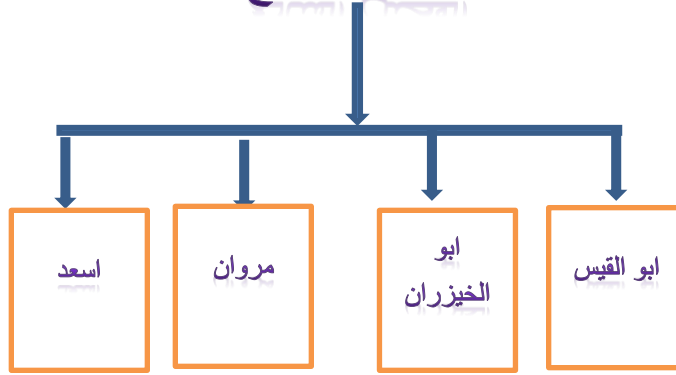 ابو القيس
ابو
الخيزران
مروان
اسعد